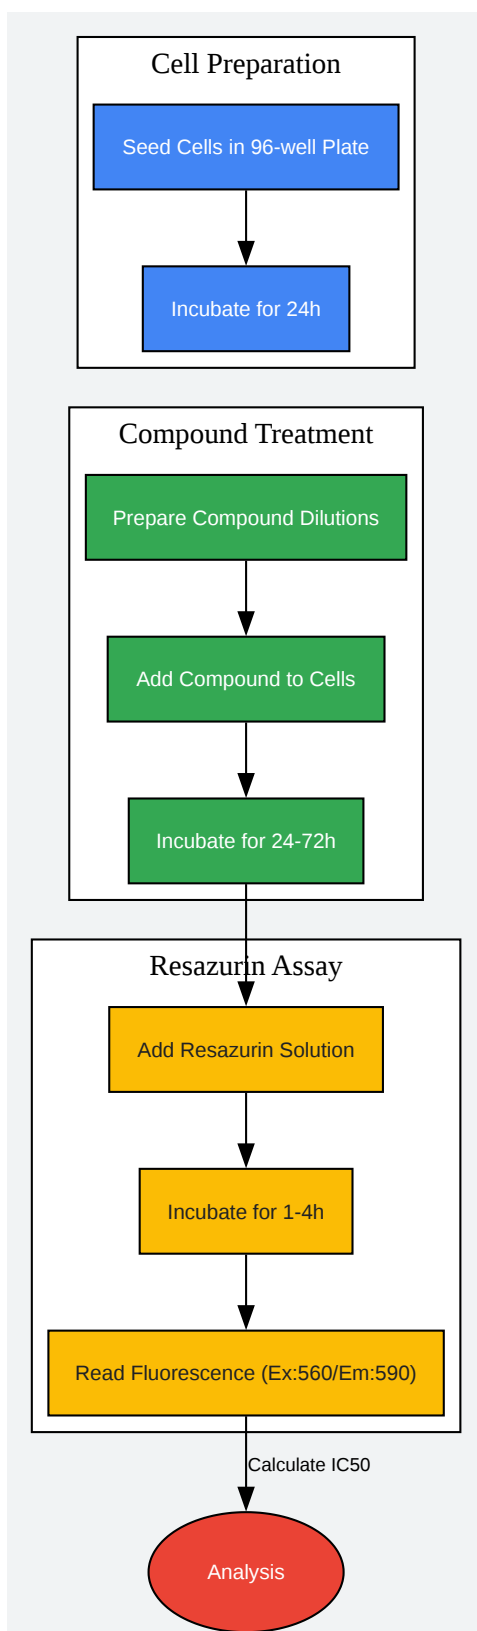 Cell Preparation
Seed Cells in 96-well Plate
Incubate for 24h
Compound Treatment
Prepare Compound Dilutions
Add Compound to Cells
Incubate for 24-72h
Resazurin Assay
Add Resazurin Solution
Incubate for 1-4h
Read Fluorescence (Ex:560/Em:590)
Calculate IC50
Analysis